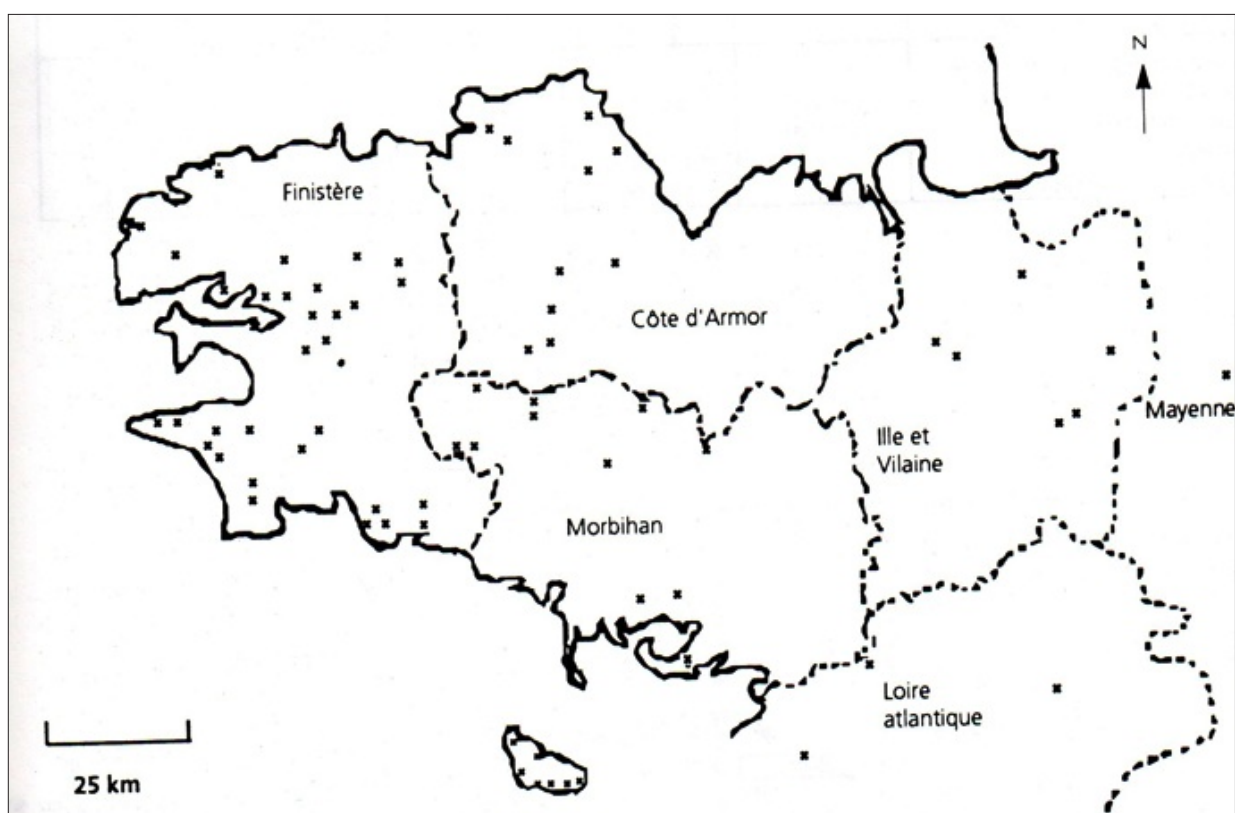 N
Finistère
Côte d'Armor
Mayenne
Ille et
Vilaine
Morbihan
Loire
atlantique
25 km